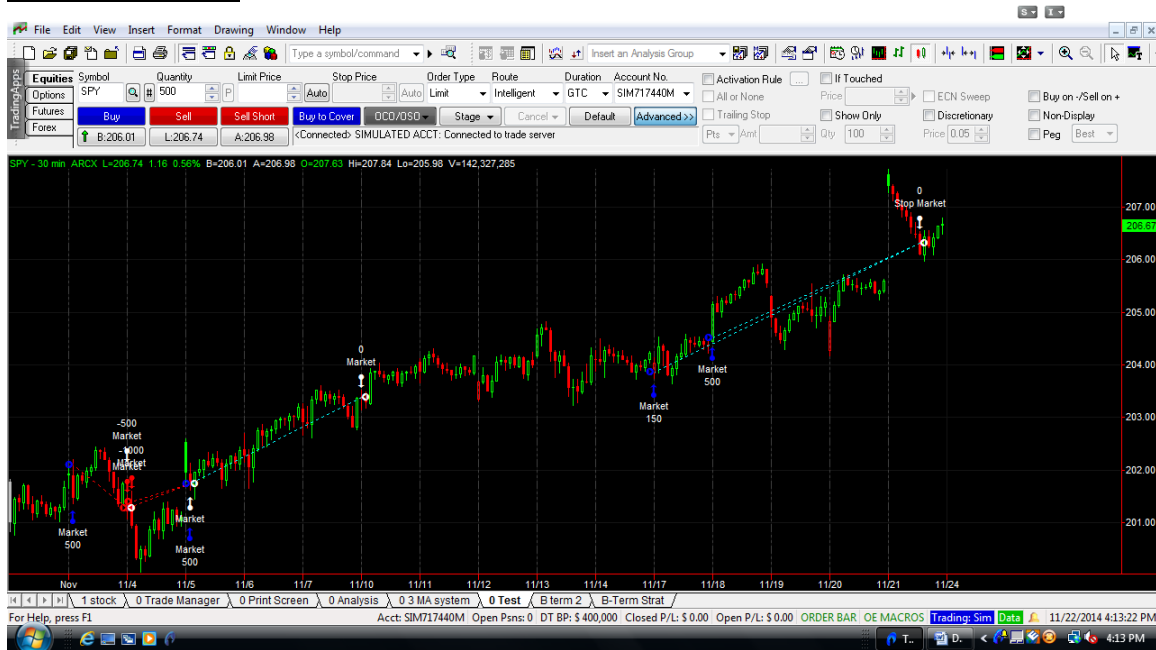 S I
File Edit View Insert Format Drawing Window Help
Type a symbol/command Insert an Analysis Group
TradingApps
Equities Symbol Quantity Limit Price Stop Price Order Type Route Duration Account No. Activation Rule ... If Touched
Options SPY # 500 P Auto Auto Limit Intelligent GTC SIM717440M All or None Price ECN Sweep Buy on -/Sell on +
Futures Buy Sell Sell Short Buy to Cover OCO/OSO Stage Cancel Default Advanced >> Trailing Stop Show Only Discretionary Non-Display
Forex B:206.01 L:206.74 A:206.98 <Connected> SIMULATED ACCT: Connected to trade server Pts Amt Qty 100 Price 0.05 Peg Best
SPY - 30 min ARCX L=206.74 1.16 0.56% B=206.01 A=206.98 O=207.63 Hi=207.84 Lo=205.98 V=142,327,285
0
Stop Market
207.00
206.67
206.00
205.00
0
Market
204.00
Market
500
Market
150
203.00
-500
Market
-1000
Market
202.00
Market
500
Market
Market
500
201.00
Nov 11/4 11/5 11/6 11/7 11/10 11/11 11/12 11/13 11/14 11/17 11/18 11/19 11/20 11/21 11/24
1 stock 0 Trade Manager 0 Print Screen 0 Analysis 0 3 MA system 0 Test B term 2 B-Term Strat
For Help, press F1 Acct: SIM717440M Open Psns: 0 DT BP: $ 400,000 Closed P/L: $ 0.00 Open P/L: $ 0.00 ORDER BAR OE MACROS Trading: Sim Data 11/22/2014 4:13:22 PM
T.. D. < 4:13 PM